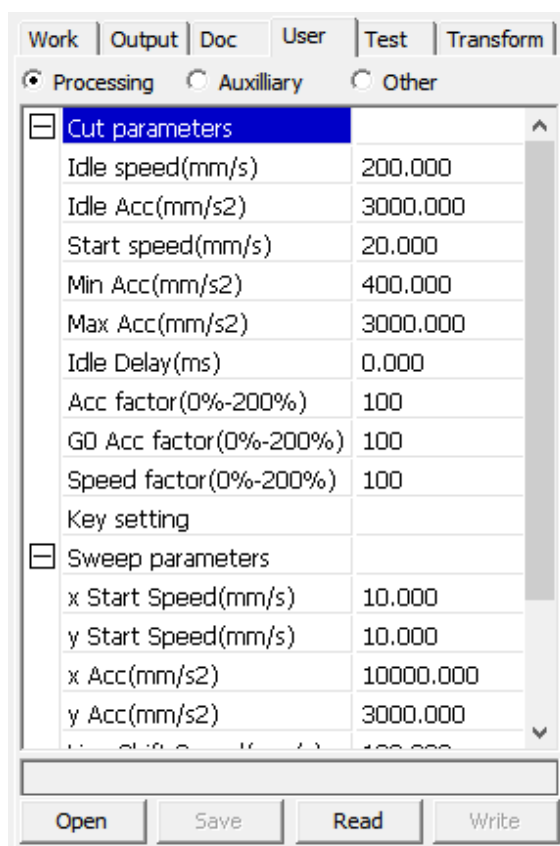 Work Output Doc User Test Transform
Processing Auxilliary Other
Cut parameters
Idle speed(mm/s) 200.000
Idle Acc(mm/s2) 3000.000
Start speed(mm/s) 20.000
Min Acc(mm/s2) 400.000
Max Acc(mm/s2) 3000.000
Idle Delay(ms) 0.000
Acc factor(0%-200%) 100
G0 Acc factor(0%-200%) 100
Speed factor(0%-200%) 100
Key setting
Sweep parameters
x Start Speed(mm/s) 10.000
y Start Speed(mm/s) 10.000
x Acc(mm/s2) 10000.000
y Acc(mm/s2) 3000.000
Open Save Read Write